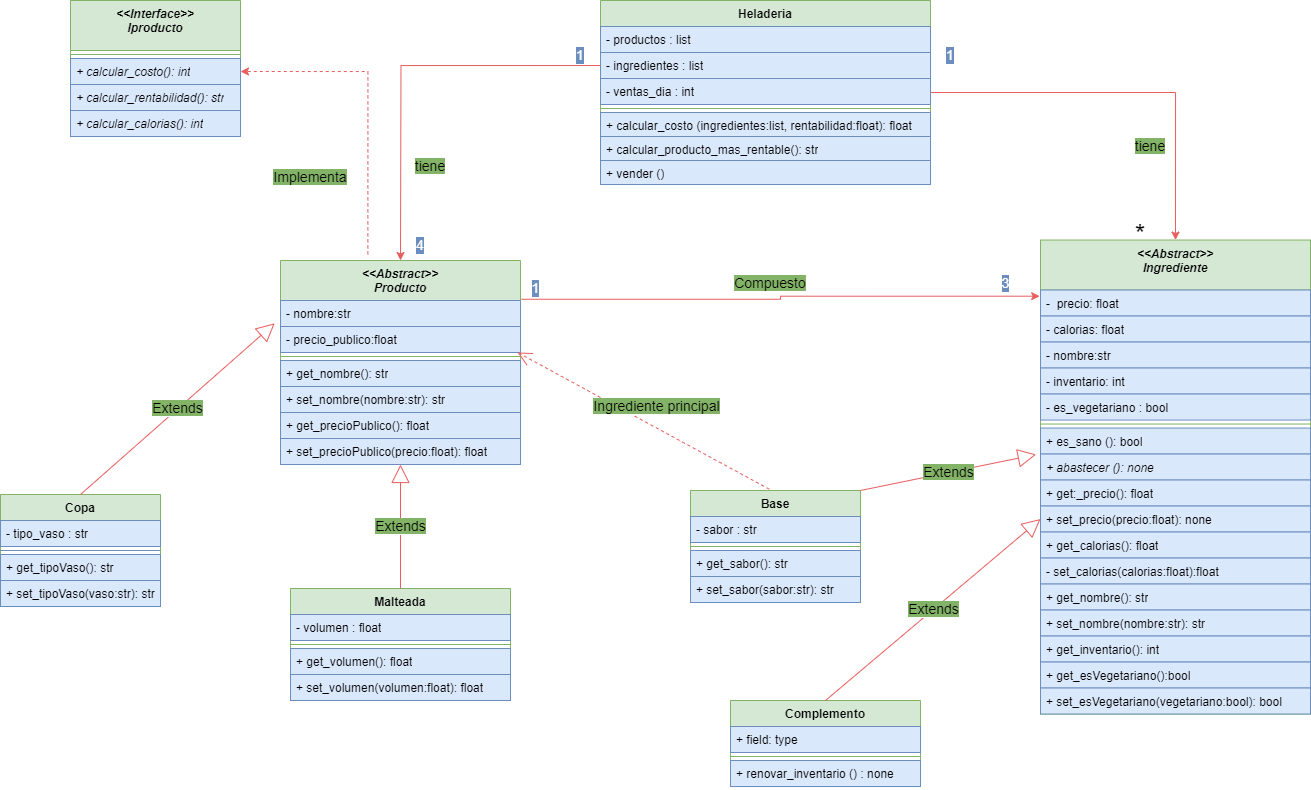 <<Interface>>
Iproducto
+ calcular_costo(): int
+ calcular_rentabilidad(): str
+ calcular_calorias(): int
Heladeria
- productos : list
- ingredientes : list
- ventas_dia : int
+ calcular_costo (ingredientes:list, rentabilidad:float): float
+ calcular_producto_mas_rentable(): str
+ vender ()
1
1
tiene
tiene
Implementa
4
*
<<Abstract>>
Producto
- nombre:str
- precio_publico:float
+ get_nombre(): str
+ set_nombre(nombre:str): str
+ get_precioPublico(): float
+ set_precioPublico(precio:float): float
1
Compuesto
3
<<Abstract>>
Ingrediente
- precio: float
- calorias: float
- nombre:str
- inventario: int
- es_vegetariano : bool
+ es_sano (): bool
+ abastecer (): none
+ get:_precio(): float
+ set_precio(precio:float): none
+ get_calorias(): float
- set_calorias(calorias:float):float
+ get_nombre(): str
+ set_nombre(nombre:str): str
+ get_inventario(): int
+ get_esVegetariano():bool
+ set_esVegetariano(vegetariano:bool): bool
Extends
Ingrediente principal
Extends
Copa
- tipo_vaso : str
+ get_tipoVaso(): str
+ set_tipoVaso(vaso:str): str
Extends
Malteada
- volumen : float
+ get_volumen(): float
+ set_volumen(volumen:float): float
Base
- sabor : str
+ get_sabor(): str
+ set_sabor(sabor:str): str
Extends
Complemento
+ field: type
+ renovar_inventario () : none